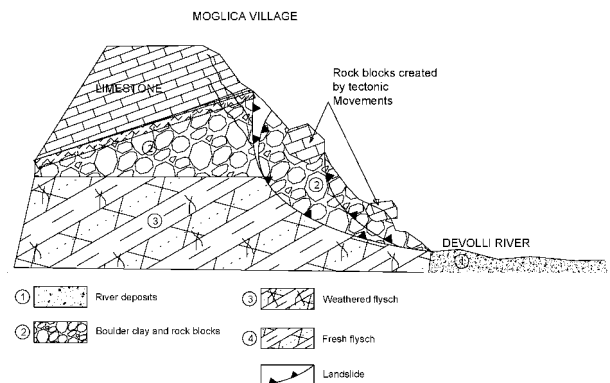 MOGLICA VILLAGE
Rock blocks created
by tectonic
Movements
LIMESTONE
2
2
3
DEVOLLI RIVER
1
1 River deposits
2 Boulder clay and rock blocks
3 Weathered flysch
4 Fresh flysch
Landslide